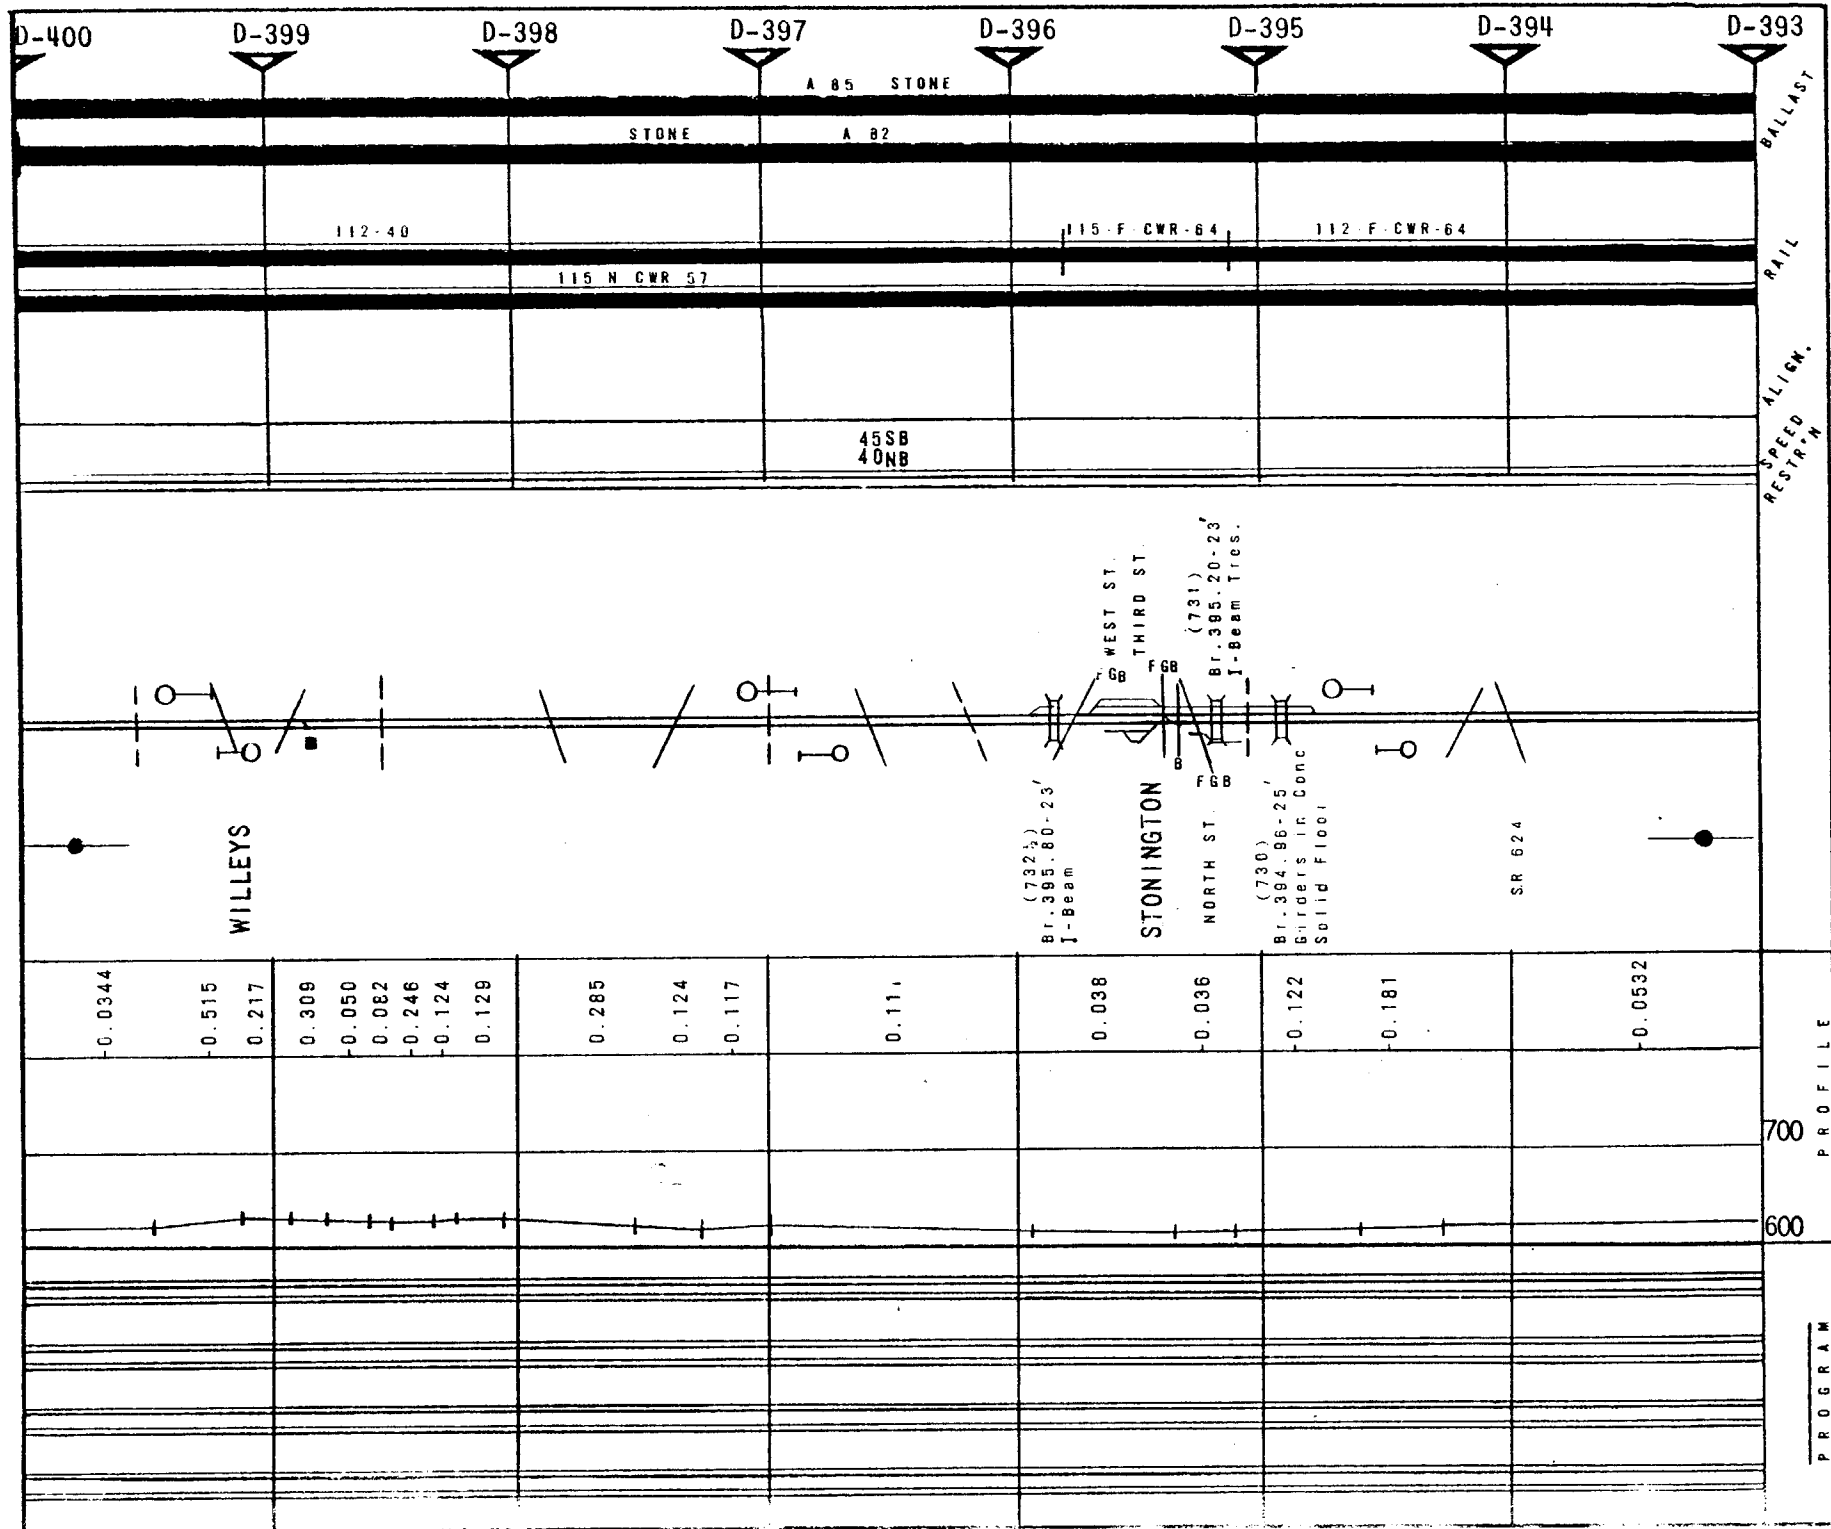 D-400 D-399 D-398 D-397 D-396 D-395 D-394 D-393
A 85 STONE
STONE A 82
BALLAST
112-40
115-F-CWR-64
112-F-CWR-64
115 N CWR 57
RAIL
ALIGN.
45SB
40NB
SPEED
RESTR'N
WEST ST.
THIRD ST.
(731)
Br.395.20-23'
I-Beam Tres.
FGB
FGB
B
FGB
WILLEYS
(732½)
Br.395.80-23'
I-Beam
STONINGTON
NORTH ST.
(730)
Br.394.96-25'
Girders in Conc
Solid Floor
S.R 624
0.0344
0.515
0.217
0.309
0.050
0.082
0.246
0.124
0.129
0.285
0.124
0.117
0.038
0.036
0.122
0.181
0.0532
PROFILE
700
600
PROGRAM